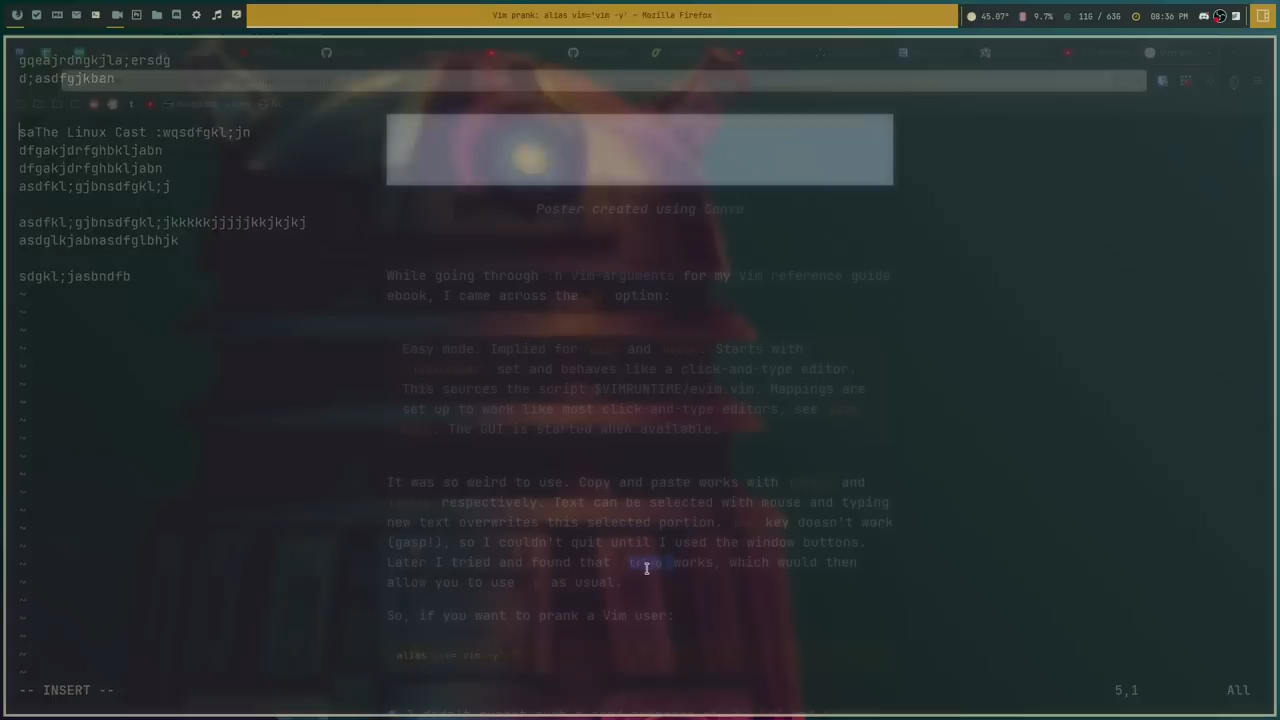 Vim prank: alias vim='vim -y' — Mozilla Firefox
45.07° 9.7% 11G / 63G 08:36 PM
gqeajrdngkjla;ersdg
d;asdfgjjkban
saThe Linux Cast :wqsdfgkl;jn
dfgakjdrfghbkljabn
dfgakjdrfghbkljabn
asdfkl;gjbnsdfgkl;j
asdfkl;gjbnsdfgkl;jkkkkkjjjjjkkjkjkj
asdglkjabnasdfglbhjk
sdgkl;jasbndfb
Poster created using Canva
While going through :h vim-arguments for my vim reference guide
ebook, I came across the option:
Easy mode. Implied for and . Starts with
set and behaves like a click-and-type editor.
This sources the script $VIMRUNTIME/evim.vim. Mappings are
set up to work like most click-and-type editors, see
. The GUI is started when available.
It was so weird to use. Copy and paste works with and
respectively. Text can be selected with mouse and typing
new text overwrites this selected portion. key doesn't work
(gasp!), so I couldn't quit until I used the window buttons.
Later I tried and found that works, which would then
allow you to use as usual.
So, if you want to prank a Vim user:
alias vim='vim -y'
-- INSERT --
5,1 All